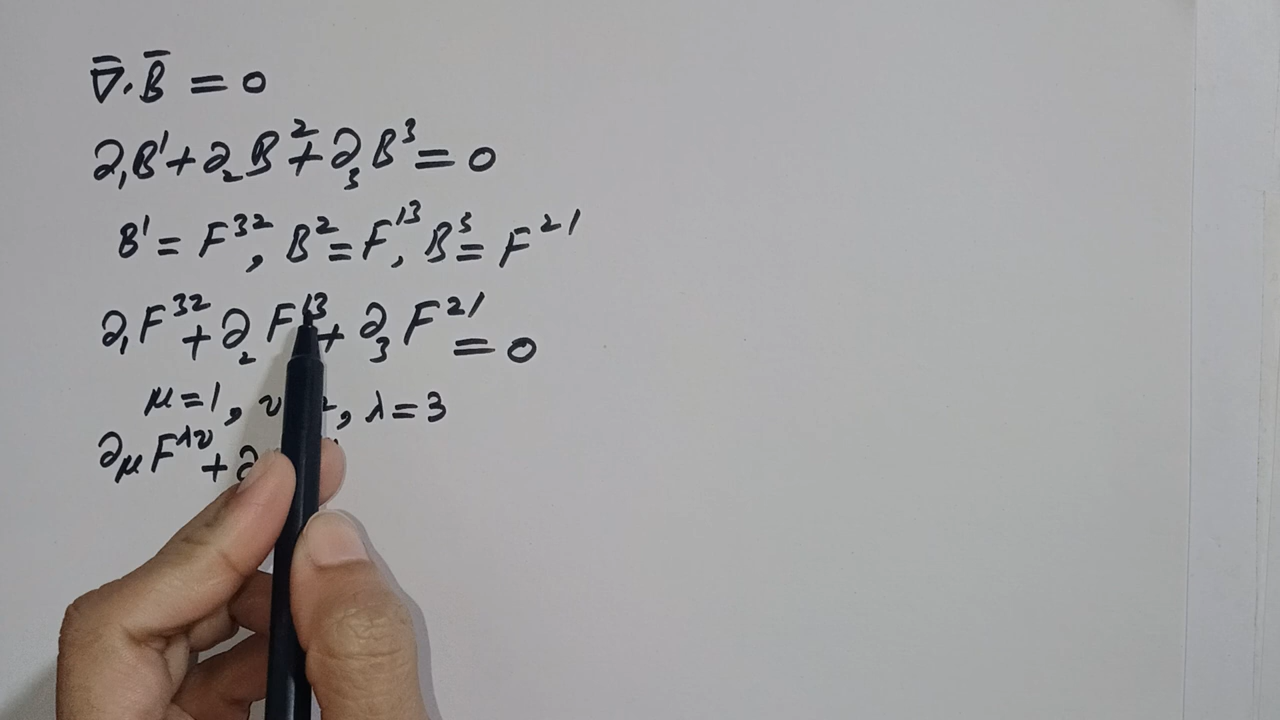 ∇̄·B̄ = 0
∂₁B¹ + ∂₂B² + ∂₃B³ = 0
B¹ = F³², B² = F¹³, B³ = F²¹
∂₁F³² + ∂₂F¹³ + ∂₃F²¹ = 0
μ = 1, ν 2, λ = 3
∂μF^λν + ∂